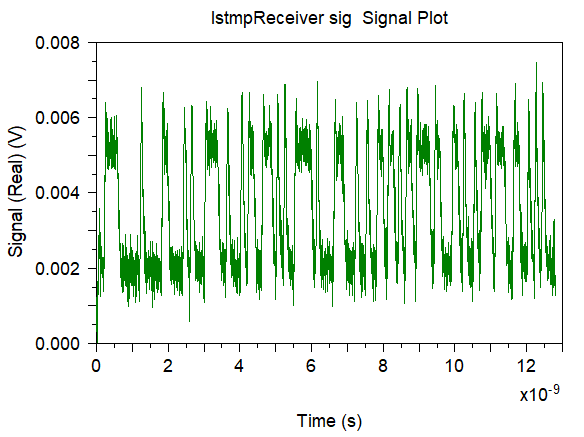 lstmpReceiver sig  Signal Plot
0.008
0.006
0.004
0.002
0.000
Signal (Real) (V)
0 2 4 6 8 10 12
x10⁻⁹
Time (s)